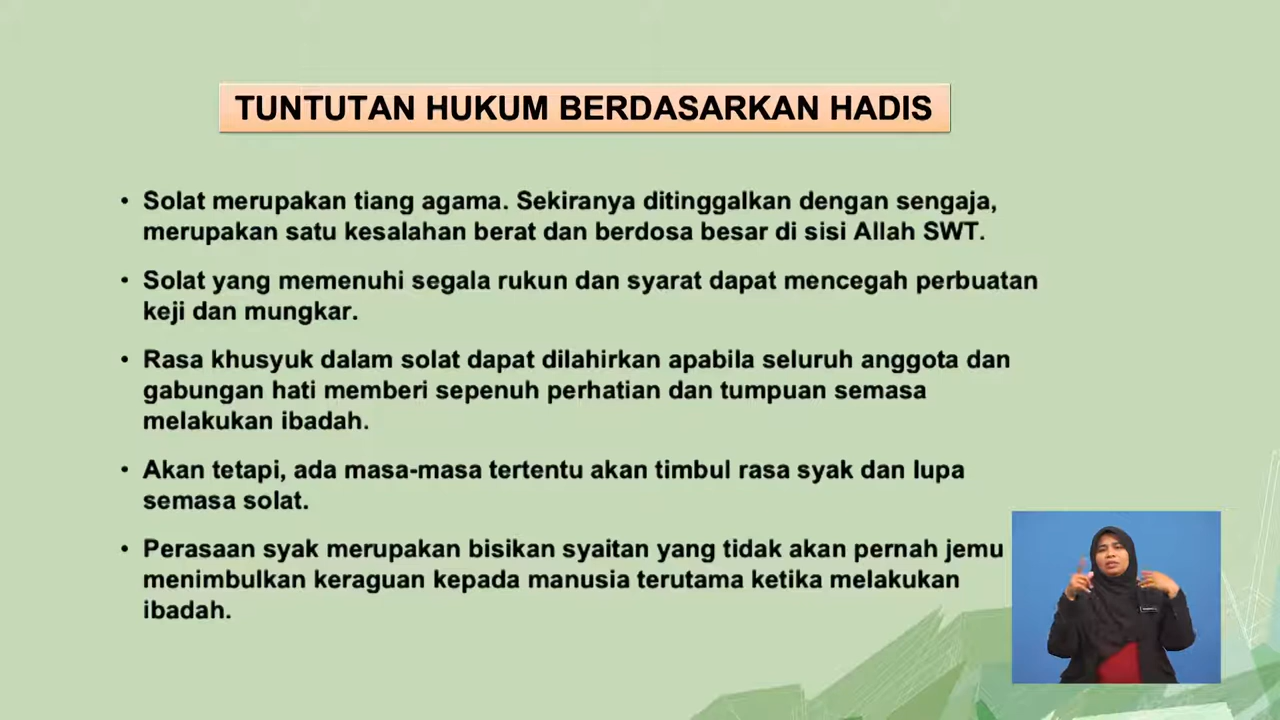 TUNTUTAN HUKUM BERDASARKAN HADIS
• Solat merupakan tiang agama. Sekiranya ditinggalkan dengan sengaja,
merupakan satu kesalahan berat dan berdosa besar di sisi Allah SWT.
• Solat yang memenuhi segala rukun dan syarat dapat mencegah perbuatan
keji dan mungkar.
• Rasa khusyuk dalam solat dapat dilahirkan apabila seluruh anggota dan
gabungan hati memberi sepenuh perhatian dan tumpuan semasa
melakukan ibadah.
• Akan tetapi, ada masa-masa tertentu akan timbul rasa syak dan lupa
semasa solat.
• Perasaan syak merupakan bisikan syaitan yang tidak akan pernah jemu
menimbulkan keraguan kepada manusia terutama ketika melakukan
ibadah.